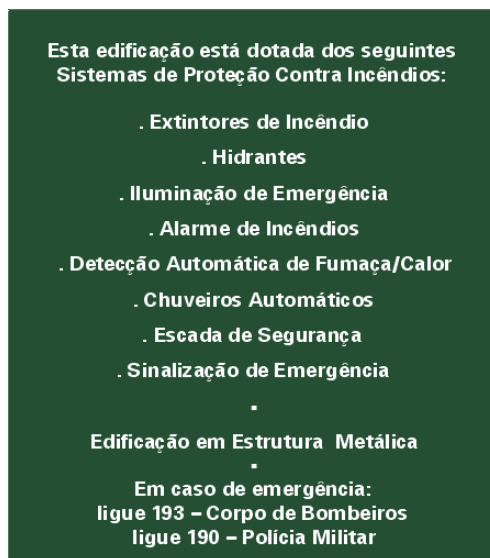 Esta edificação está dotada dos seguintes
Sistemas de Proteção Contra Incêndios:
. Extintores de Incêndio
. Hidrantes
. Iluminação de Emergência
. Alarme de Incêndios
. Detecção Automática de Fumaça/Calor
. Chuveiros Automáticos
. Escada de Segurança
. Sinalização de Emergência
.
Edificação em Estrutura Metálica
.
Em caso de emergência:
ligue 193 – Corpo de Bombeiros
ligue 190 – Polícia Militar